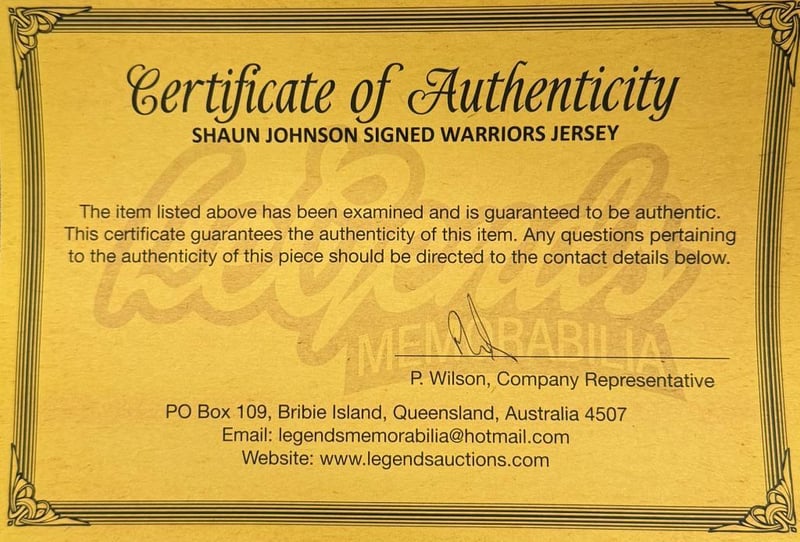 Certificate of Authenticity
SHAUN JOHNSON SIGNED WARRIORS JERSEY
Legends
MEMORABILIA
The item listed above has been examined and is guaranteed to be authentic.
This certificate guarantees the authenticity of this item. Any questions pertaining
to the authenticity of this piece should be directed to the contact details below.
P. Wilson, Company Representative
PO Box 109, Bribie Island, Queensland, Australia 4507
Email: legendsmemorabilia@hotmail.com
Website: www.legendsauctions.com